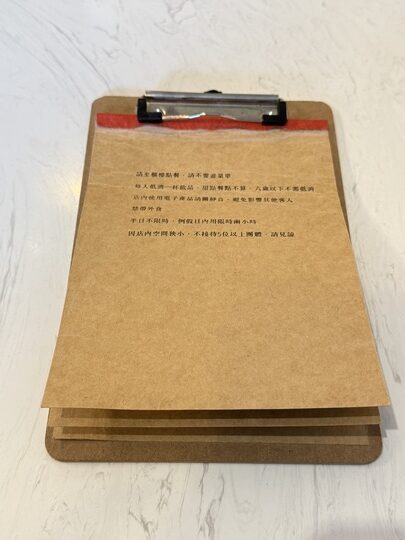 請至櫃檯點餐，請不要畫菜單
每人低消一杯飲品，甜點餐點不算，六歲以下不需低消
店內使用電子產品請關靜音，避免影響其他客人
禁帶外食
平日不限時，例假日內用限時兩小時
因店內空間狹小，不接待5位以上團體，請見諒